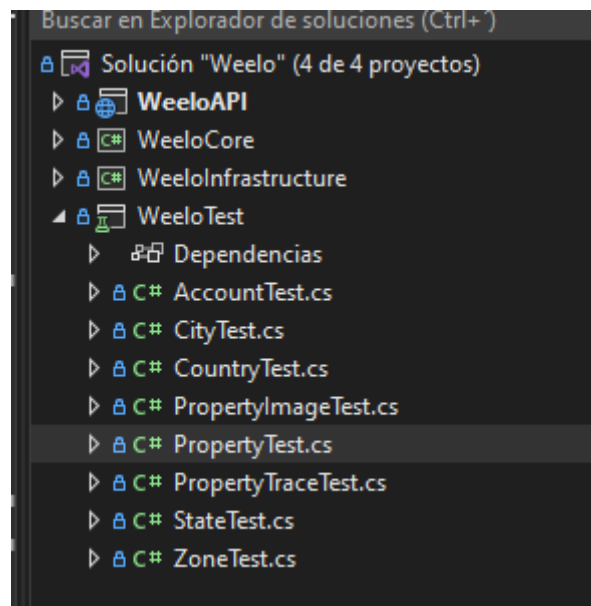 Buscar en Explorador de soluciones (Ctrl+´)
Solución "Weelo" (4 de 4 proyectos)
WeeloAPI
C# WeeloCore
C# WeeloInfrastructure
WeeloTest
Dependencias
C# AccountTest.cs
C# CityTest.cs
C# CountryTest.cs
C# PropertyImageTest.cs
C# PropertyTest.cs
C# PropertyTraceTest.cs
C# StateTest.cs
C# ZoneTest.cs